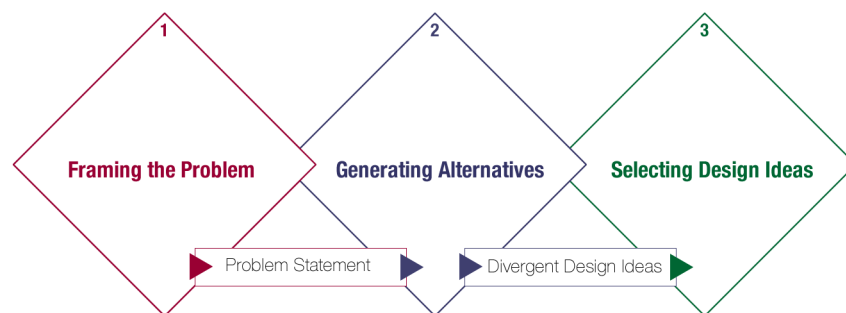 1
2
3
Framing the Problem
Generating Alternatives
Selecting Design Ideas
Problem Statement
Divergent Design Ideas